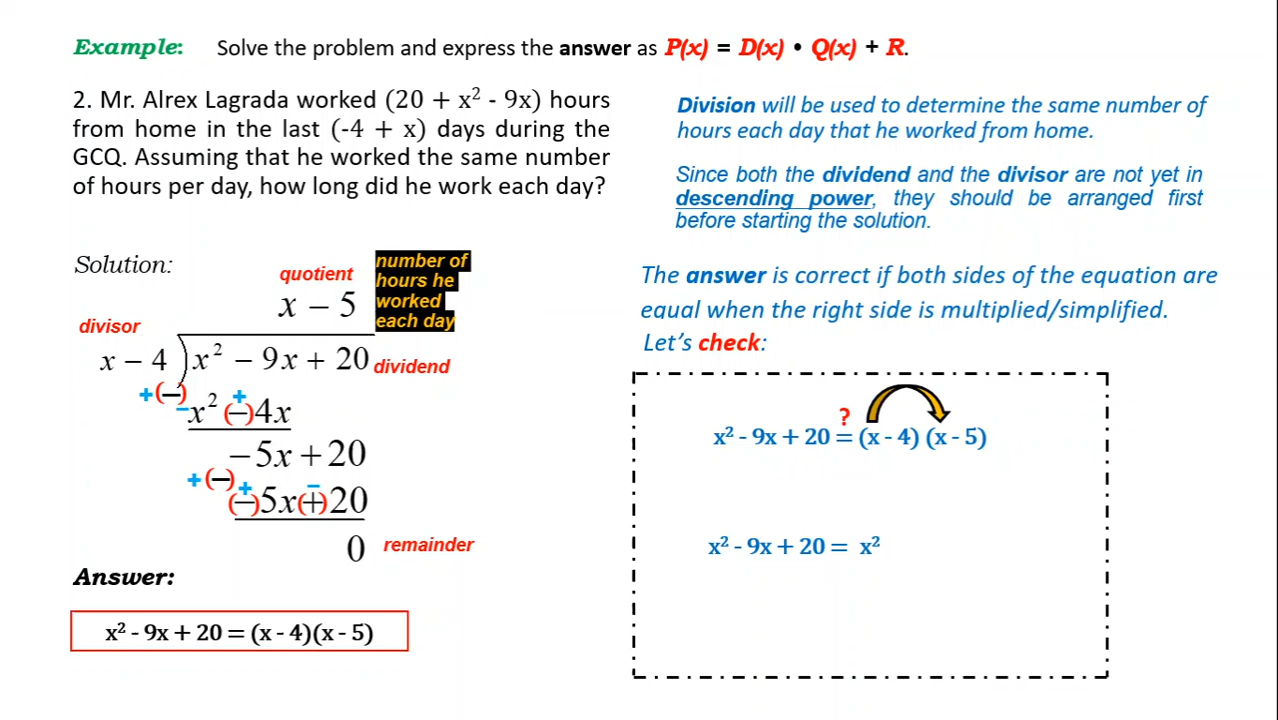 Example: Solve the problem and express the answer as P(x) = D(x) • Q(x) + R.
2. Mr. Alrex Lagrada worked (20 + x² - 9x) hours
from home in the last (-4 + x) days during the
GCQ. Assuming that he worked the same number
of hours per day, how long did he work each day?
Division will be used to determine the same number of
hours each day that he worked from home.
Since both the dividend and the divisor are not yet in
descending power, they should be arranged first
before starting the solution.
Solution:
quotient
number of
hours he
worked
each day
x − 5
divisor
x − 4 ) x² − 9x + 20 dividend
+(−)
− x² (−) + 4x
−5x + 20
+(−)
(−) + 5x (+) − 20
0 remainder
Answer:
x² - 9x + 20 = (x - 4)(x - 5)
The answer is correct if both sides of the equation are
equal when the right side is multiplied/simplified.
Let's check:
?
x² - 9x + 20 = (x - 4) (x - 5)
x² - 9x + 20 = x²